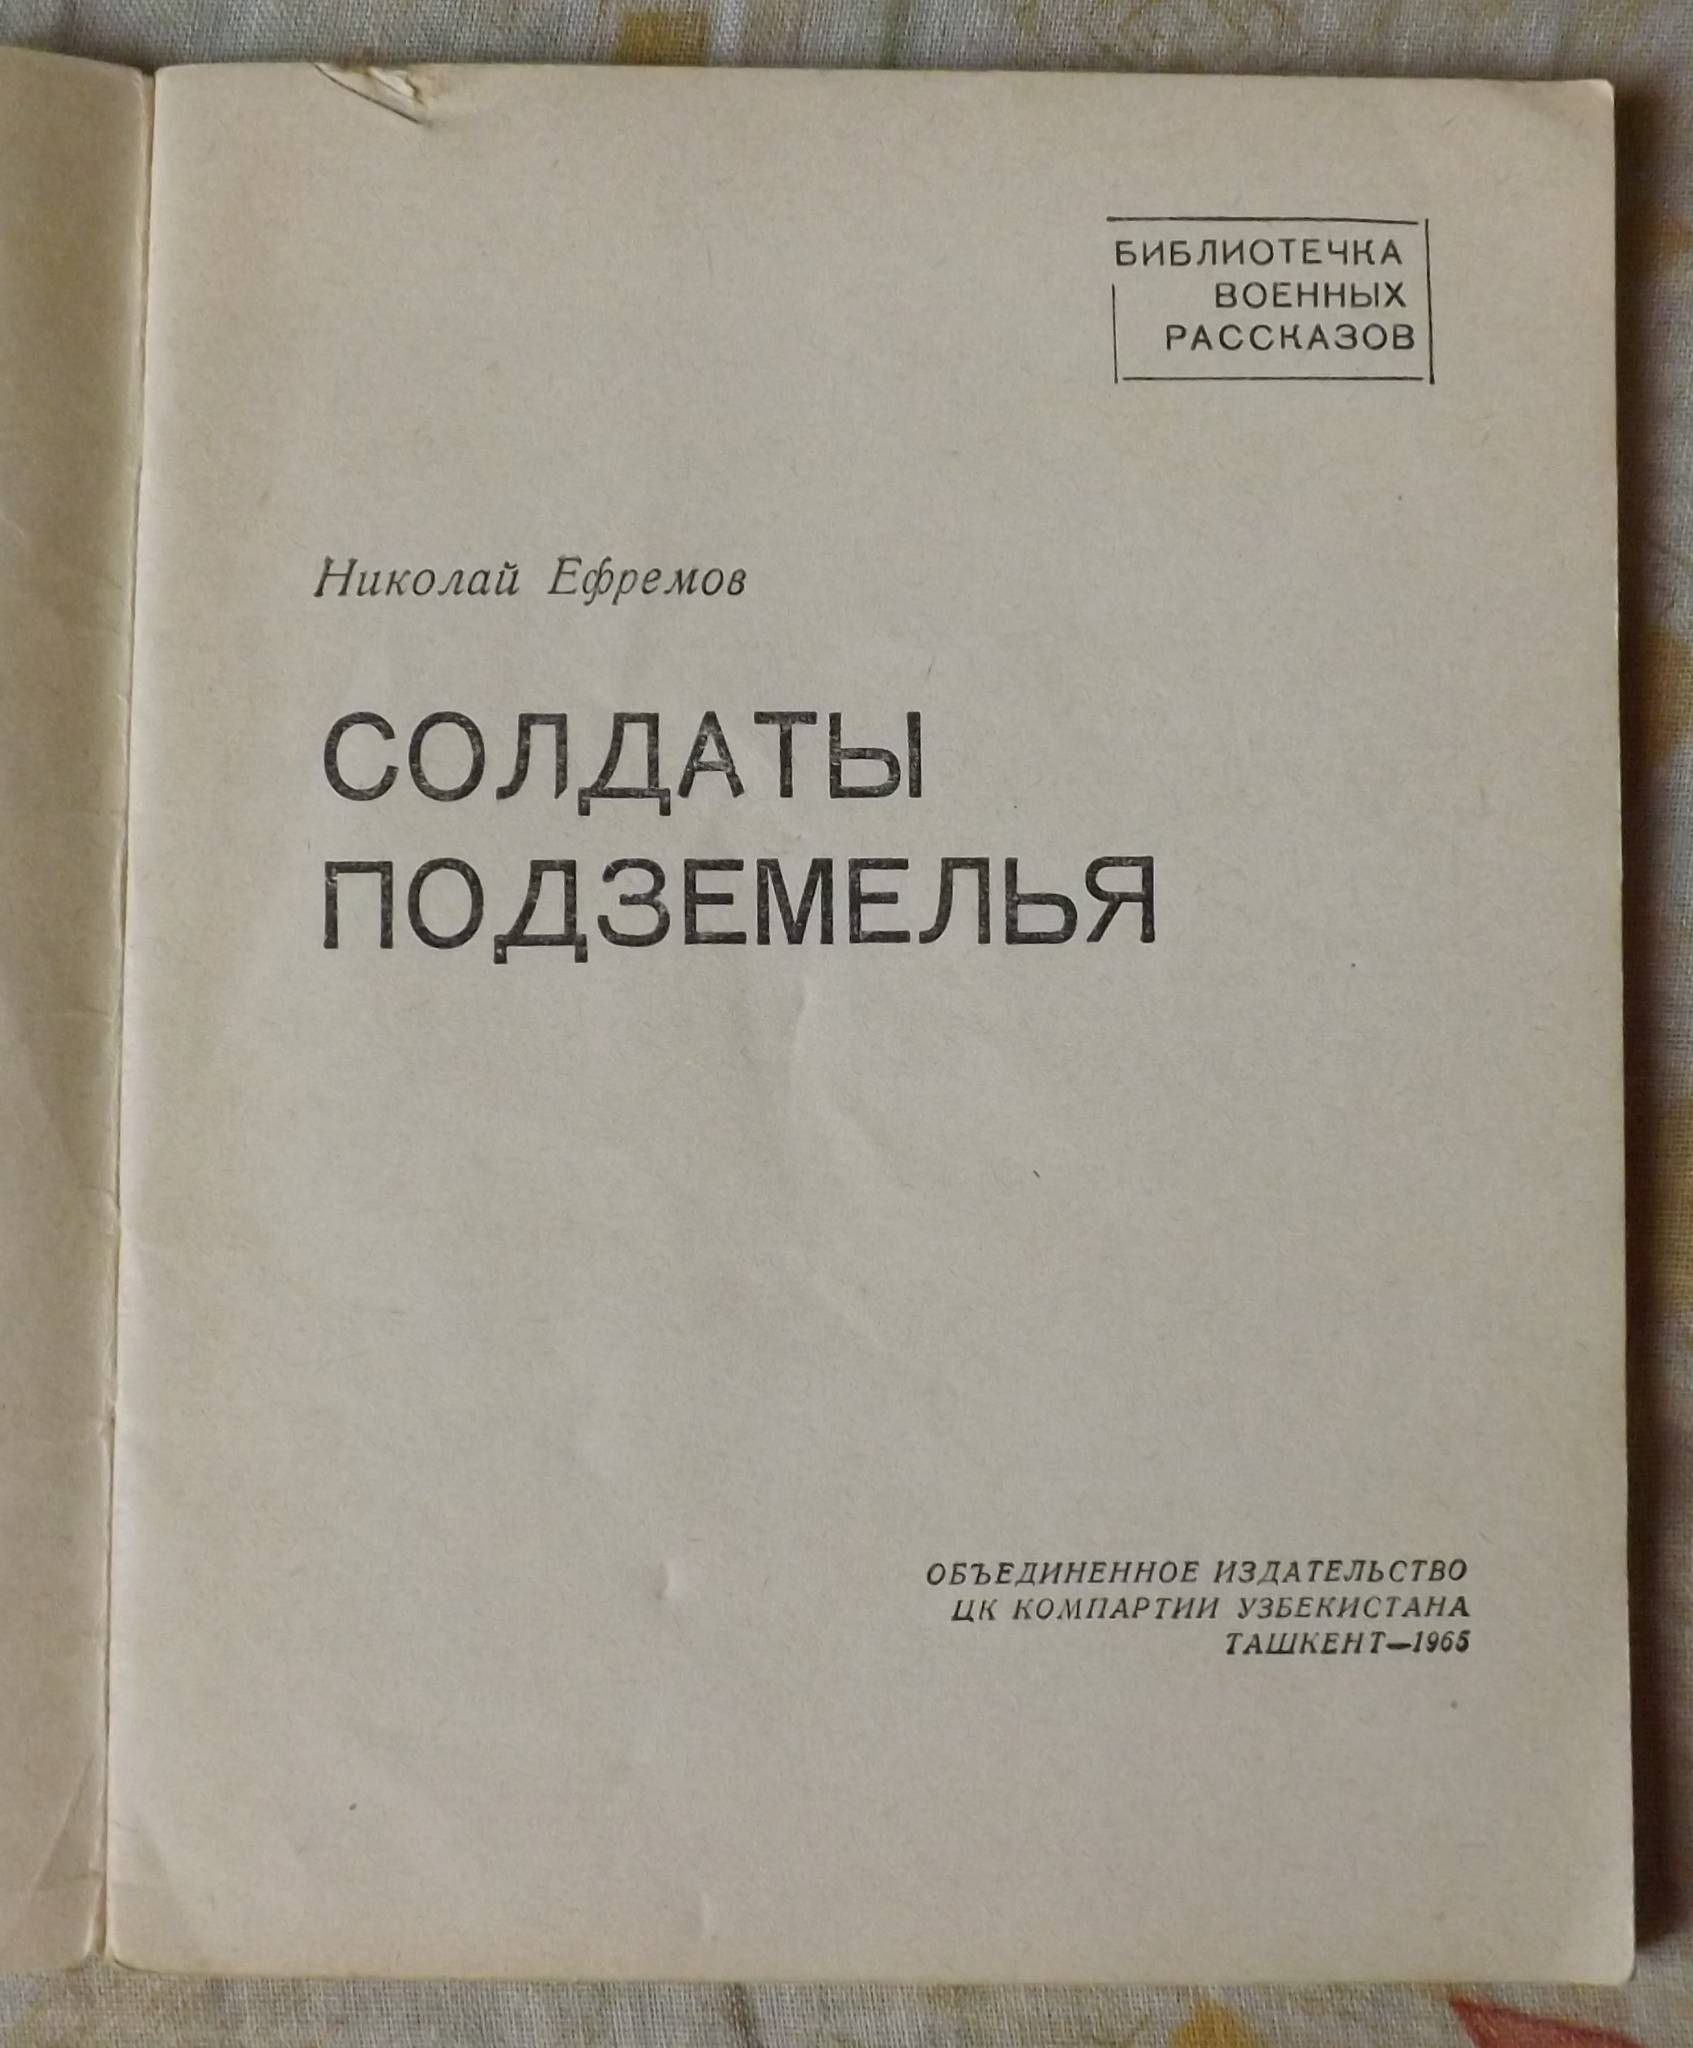 БИБЛИОТЕЧКА
ВОЕННЫХ
РАССКАЗОВ
Николай Ефремов
СОЛДАТЫ
ПОДЗЕМЕЛЬЯ
ОБЪЕДИНЕННОЕ ИЗДАТЕЛЬСТВО
ЦК КОМПАРТИИ УЗБЕКИСТАНА
ТАШКЕНТ—1965